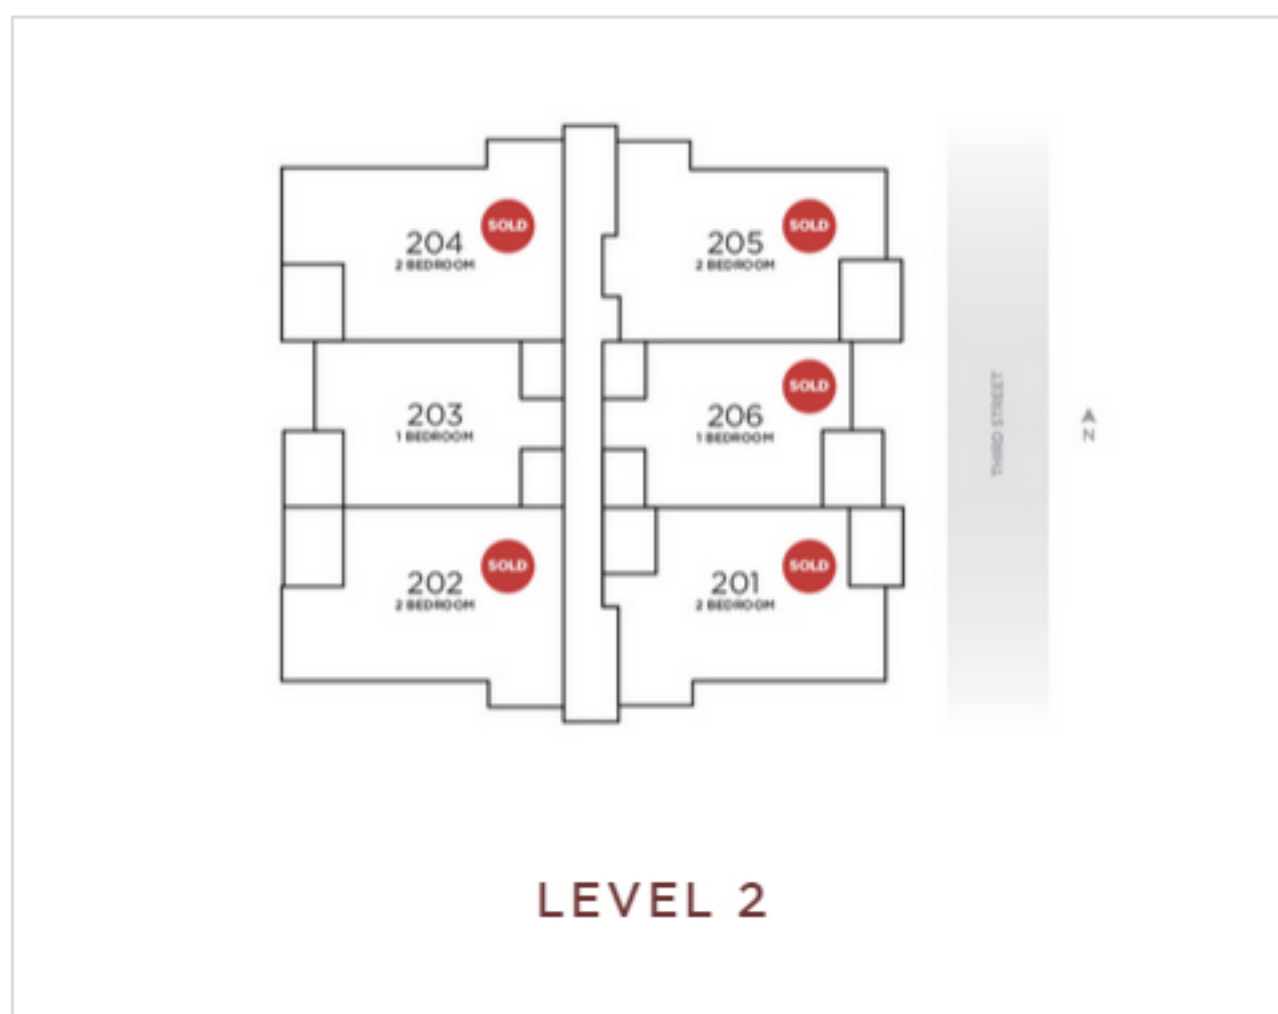 SOLD
204
2 BEDROOM
SOLD
205
2 BEDROOM
203
1 BEDROOM
SOLD
206
1 BEDROOM
THIRD STREET
N
SOLD
202
2 BEDROOM
SOLD
201
2 BEDROOM
LEVEL 2